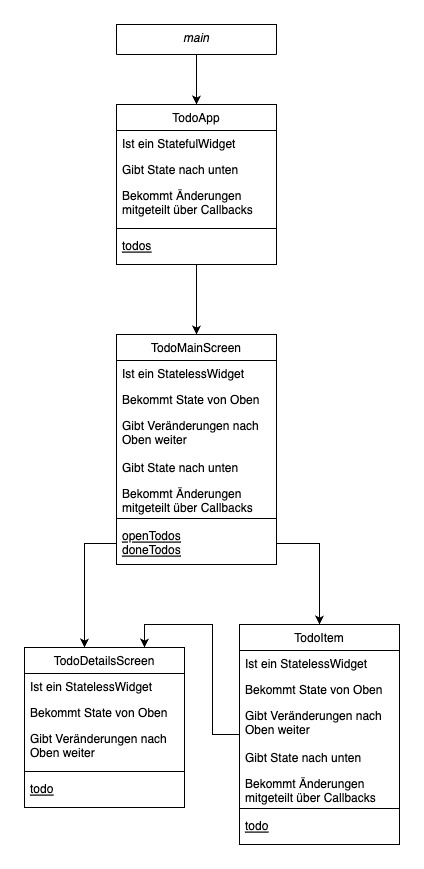 main
TodoApp
Ist ein StatefulWidget
Gibt State nach unten
Bekommt Änderungen
mitgeteilt über Callbacks
todos
TodoMainScreen
Ist ein StatelessWidget
Bekommt State von Oben
Gibt Veränderungen nach
Oben weiter
Gibt State nach unten
Bekommt Änderungen
mitgeteilt über Callbacks
openTodos
doneTodos
TodoDetailsScreen
Ist ein StatelessWidget
Bekommt State von Oben
Gibt Veränderungen nach
Oben weiter
todo
TodoItem
Ist ein StatelessWidget
Bekommt State von Oben
Gibt Veränderungen nach
Oben weiter
Gibt State nach unten
Bekommt Änderungen
mitgeteilt über Callbacks
todo